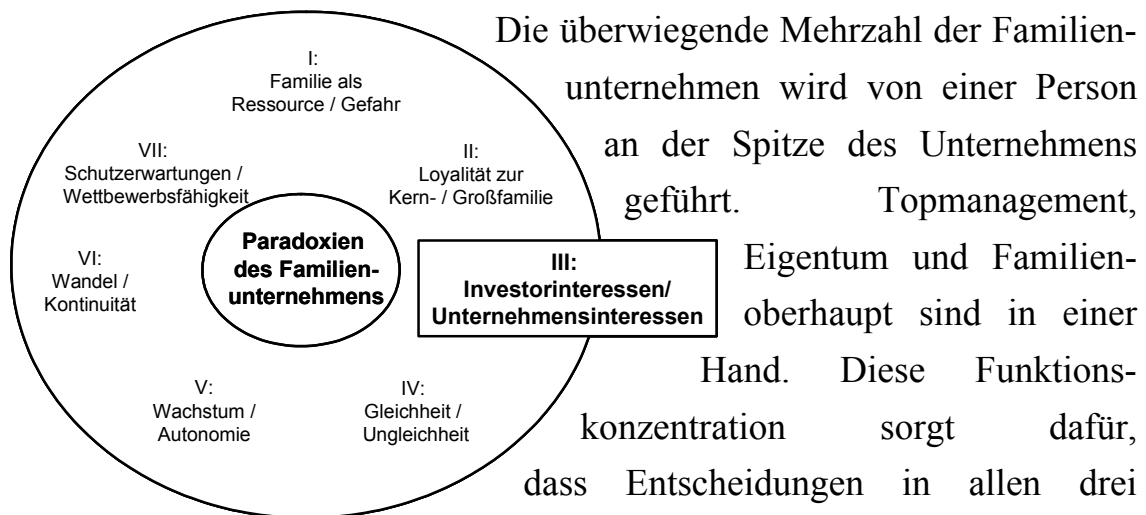 I:
Familie als
Ressource / Gefahr
II:
Loyalität zur
Kern- / Großfamilie
III:
Investorinteressen/
Unternehmensinteressen
IV:
Gleichheit /
Ungleichheit
V:
Wachstum /
Autonomie
VI:
Wandel /
Kontinuität
VII:
Schutzerwartungen /
Wettbewerbsfähigkeit
Paradoxien
des Familien-
unternehmens
Die überwiegende Mehrzahl der Familien-
unternehmen wird von einer Person
an der Spitze des Unternehmens
geführt. Topmanagement,
Eigentum und Familien-
oberhaupt sind in einer
Hand. Diese Funktions-
konzentration sorgt dafür,
dass Entscheidungen in allen drei